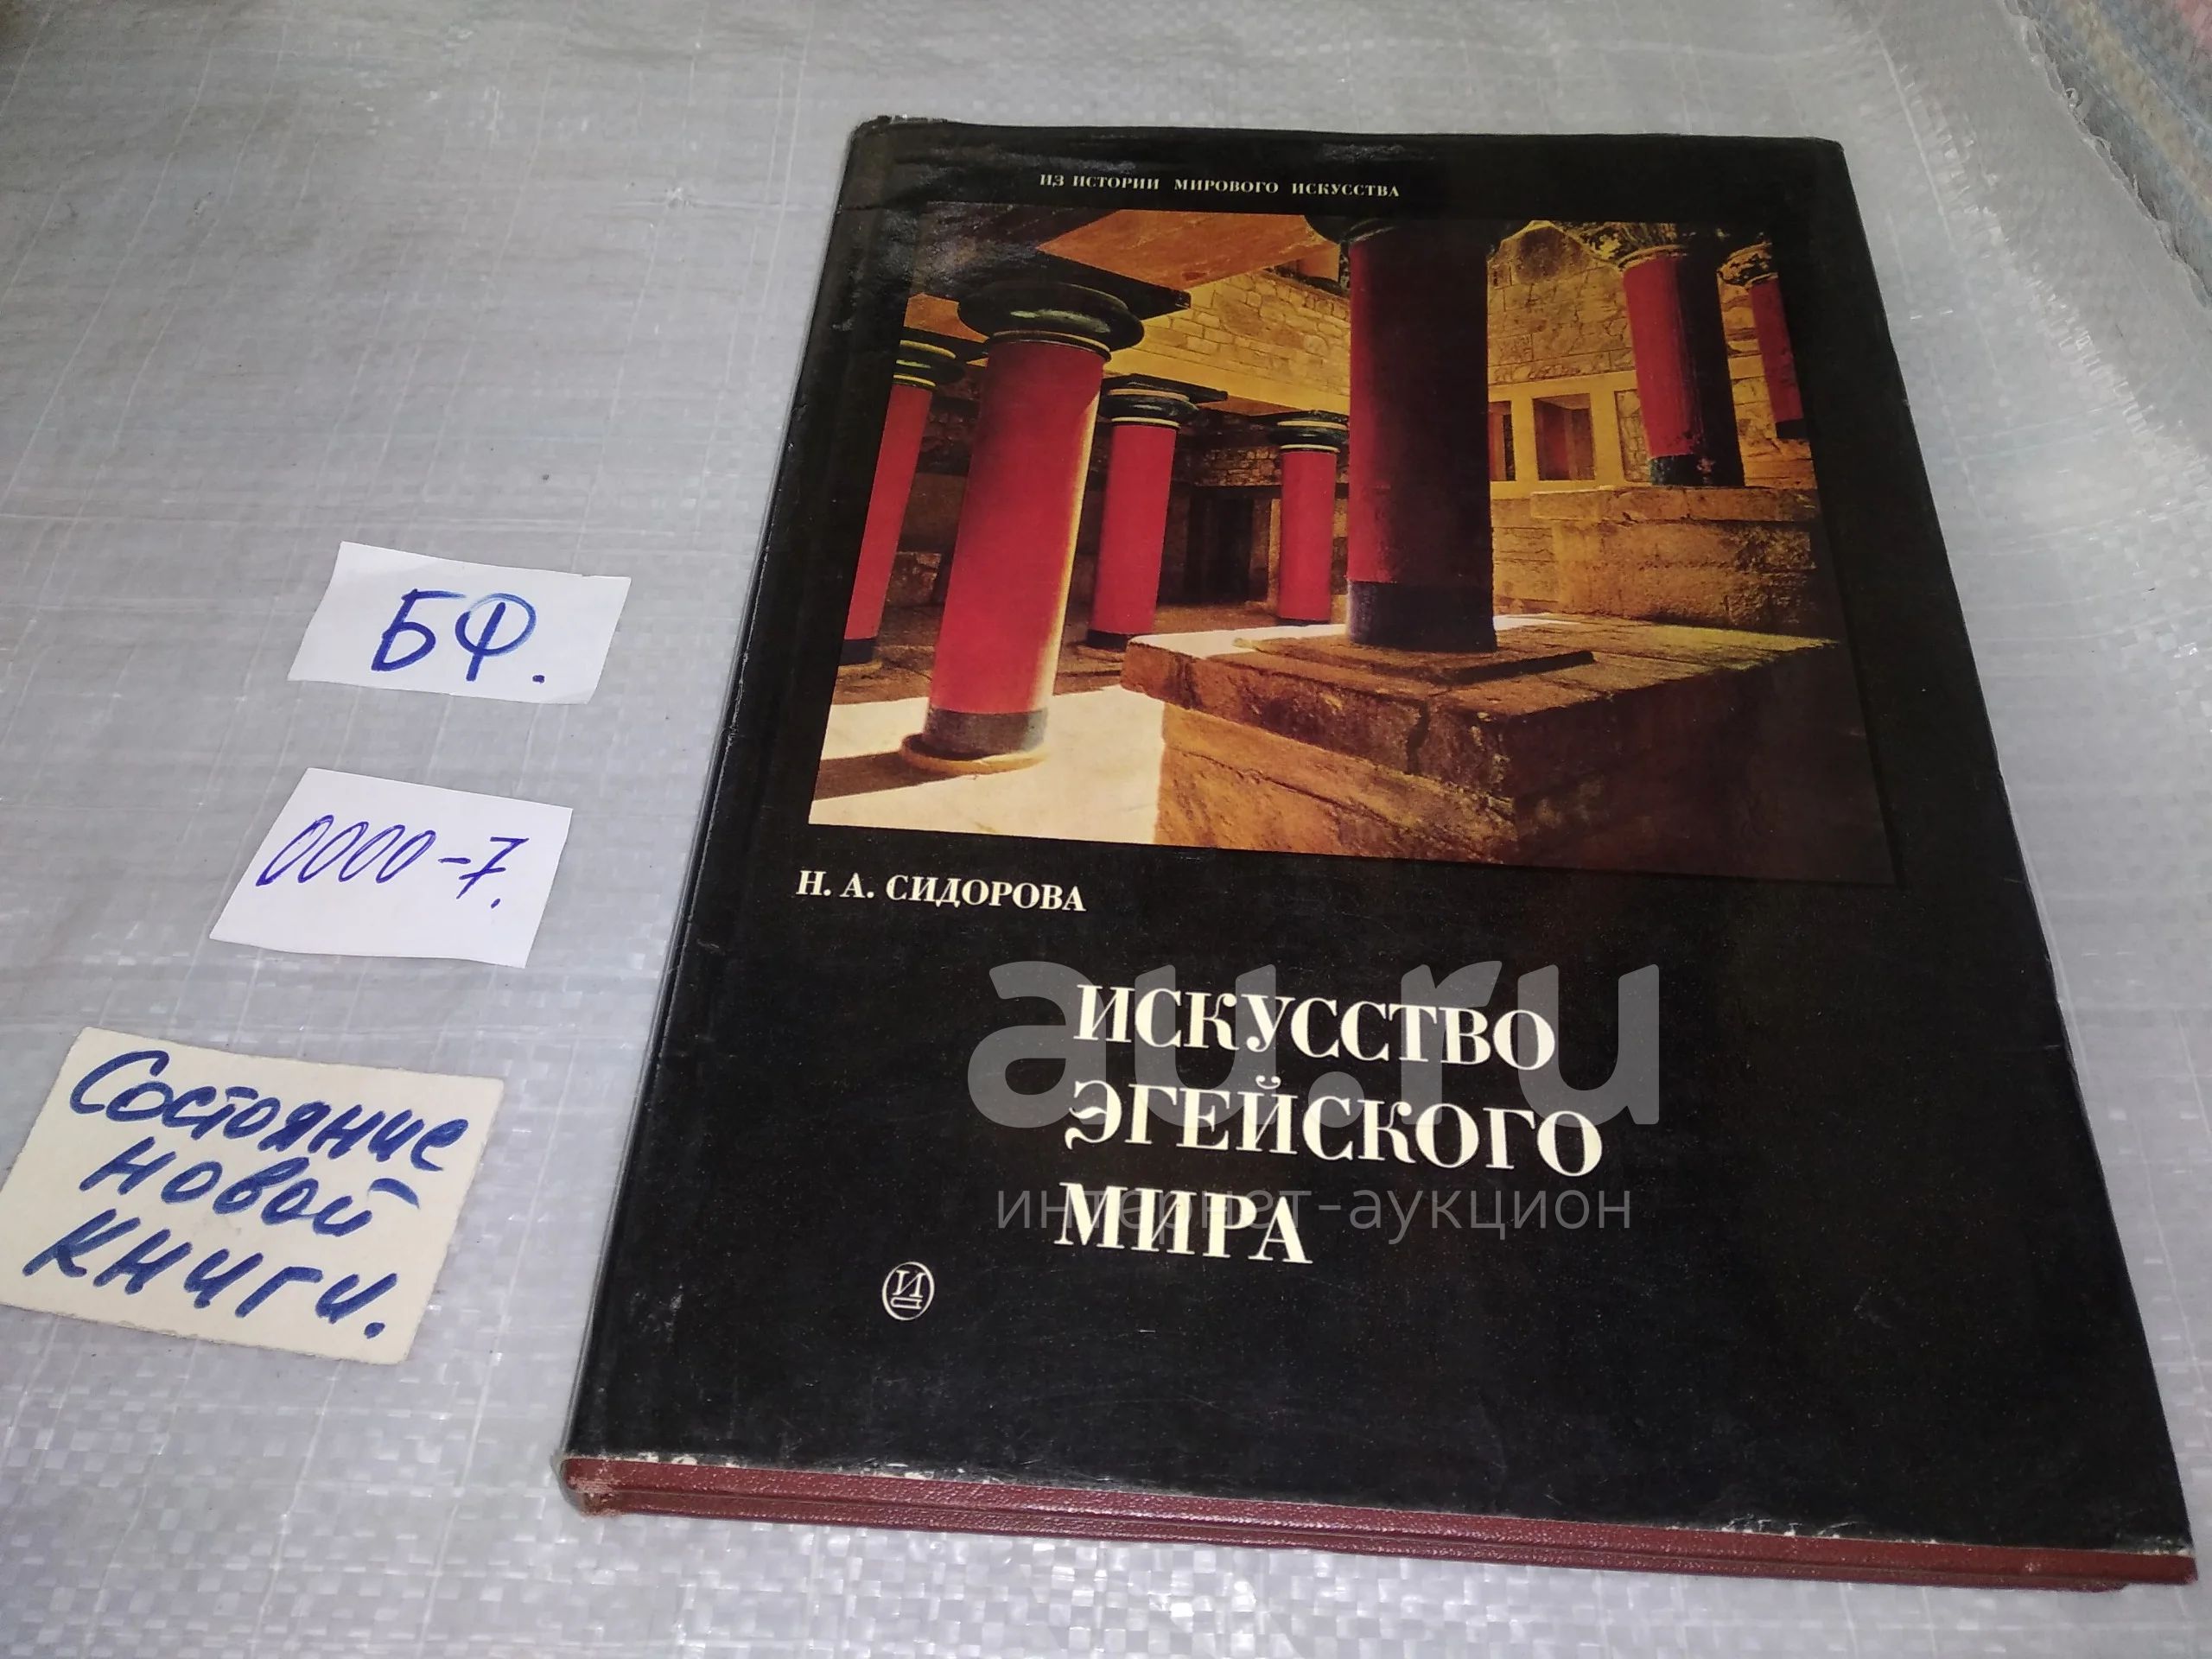 ИЗ ИСТОРИИ МИРОВОГО ИСКУССТВА
Н. А. СИДОРОВА
ИСКУССТВО
ЭГЕЙСКОГО
МИРА
И
au.ru
интернет-аукцион
БФ.
0000-7.
Состояние
новой
книги.